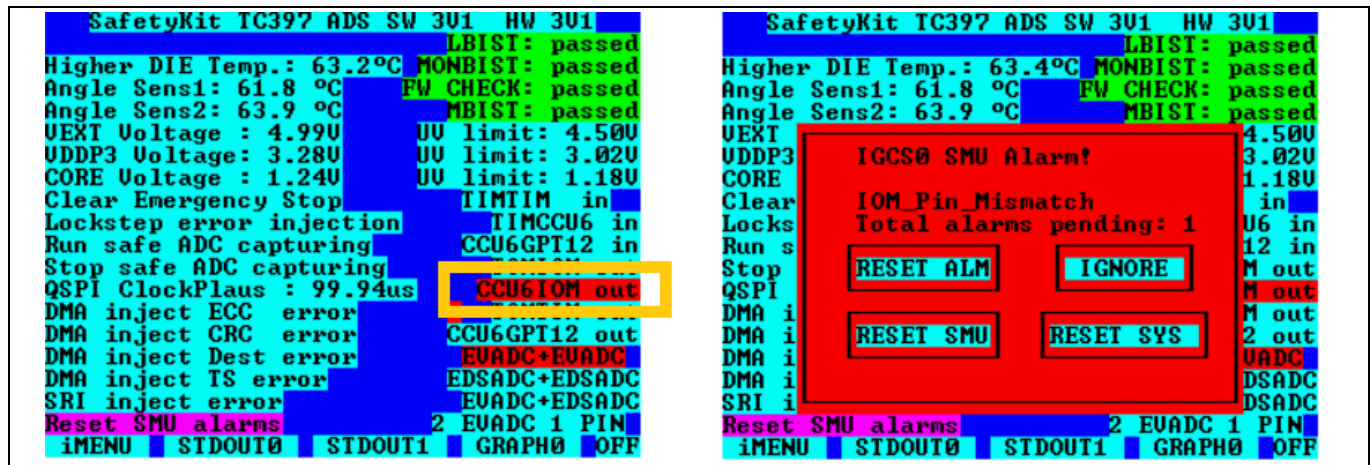 SafetyKit TC397 ADS SW 3V1 HW 3V1
LBIST: passed
Higher DIE Temp.: 63.2ºC MONBIST: passed
Angle Sens1: 61.8 ºC FW CHECK: passed
Angle Sens2: 63.9 ºC MBIST: passed
VEXT Voltage : 4.99V UV limit: 4.50V
VDDP3 Voltage: 3.28V UV limit: 3.02V
CORE Voltage : 1.24V UV limit: 1.18V
Clear Emergency Stop TIMTIM in
Lockstep error injection TIMCCU6 in
Run safe ADC capturing CCU6GPT12 in
Stop safe ADC capturing
QSPI ClockPlaus : 99.94us CCU6IOM out
DMA inject ECC error
DMA inject CRC error CCU6GPT12 out
DMA inject Dest error EVADC+EVADC
DMA inject TS error EDSADC+EDSADC
SRI inject error EVADC+EDSADC
Reset SMU alarms 2 EVADC 1 PIN
iMENU STDOUT0 STDOUT1 GRAPH0 OFF
SafetyKit TC397 ADS SW 3V1 HW 3V1
LBIST: passed
Higher DIE Temp.: 63.4ºC MONBIST: passed
Angle Sens1: 61.8 ºC FW CHECK: passed
Angle Sens2: 63.9 ºC MBIST: passed
VEXT 4.50V
VDDP3 IGCS0 SMU Alarm! 3.02V
CORE 1.18V
Clear IOM_Pin_Mismatch in
Locks Total alarms pending: 1 U6 in
Run s 12 in
Stop RESET ALM IGNORE M out
QSPI M out
DMA i M out
DMA i RESET SMU RESET SYS 2 out
DMA i VADC
DMA i DSADC
SRI i DSADC
Reset SMU alarms 2 EVADC 1 PIN
iMENU STDOUT0 STDOUT1 GRAPH0 OFF